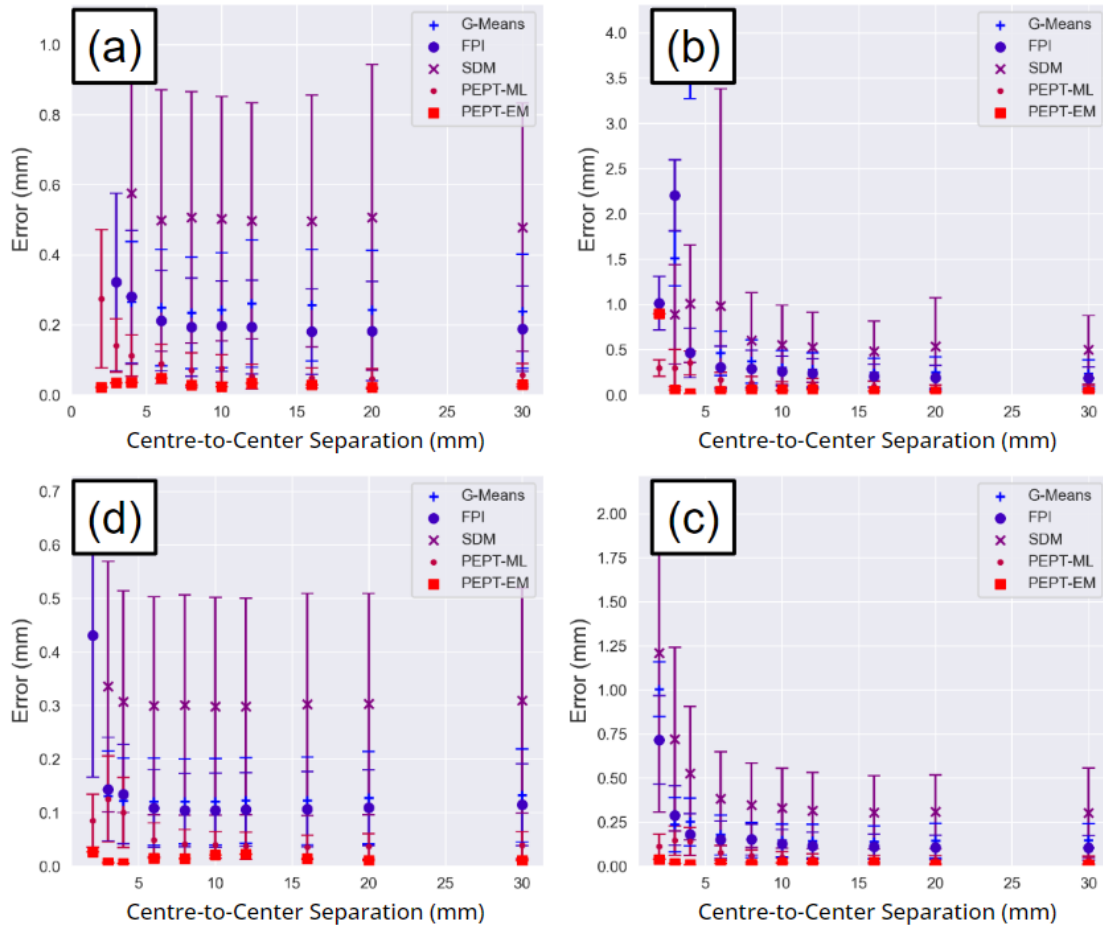 (a)
Error (mm)
1.0
0.8
0.6
0.4
0.2
0.0
0 5 10 15 20 25 30
Centre-to-Center Separation (mm)
G-Means
FPI
SDM
PEPT-ML
PEPT-EM
(b)
Error (mm)
4.0
3.5
3.0
2.5
2.0
1.5
1.0
0.5
0.0
5 10 15 20 25 30
Centre-to-Center Separation (mm)
G-Means
FPI
SDM
PEPT-ML
PEPT-EM
(d)
Error (mm)
0.7
0.6
0.5
0.4
0.3
0.2
0.1
0.0
5 10 15 20 25 30
Centre-to-Center Separation (mm)
G-Means
FPI
SDM
PEPT-ML
PEPT-EM
(c)
Error (mm)
2.00
1.75
1.50
1.25
1.00
0.75
0.50
0.25
0.00
5 10 15 20 25 30
Centre-to-Center Separation (mm)
G-Means
FPI
SDM
PEPT-ML
PEPT-EM